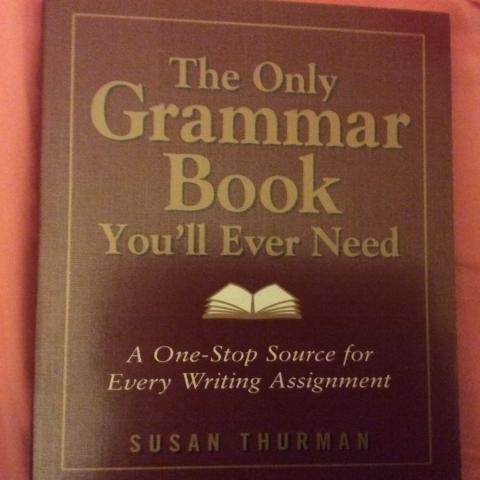 The Only
Grammar
Book
You'll Ever Need
A One-Stop Source for
Every Writing Assignment
SUSAN THURMAN